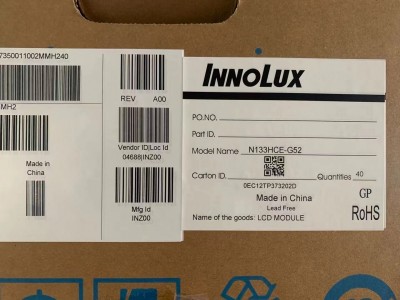 7350011002MMH240
MH2
Made in
China
REV A00
Vendor ID|Loc Id
04688|INZ00
Mfg Id
INZ00
INNOLUX
P.O.NO.
Part ID.
Model Name N133HCE-G52
Carton ID.
Quantities 40
0EC12TP373202O
Made in China
Lead Free
Name of the goods: LCD MODULE
GP
RoHS